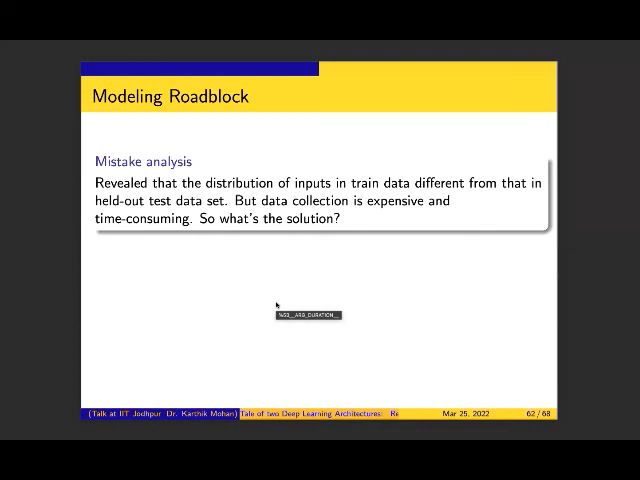 Modeling Roadblock
Mistake analysis
Revealed that the distribution of inputs in train data different from that in
held-out test data set. But data collection is expensive and
time-consuming. So what's the solution?
%S3__ARG_DURATION__
(Talk at IIT Jodhpur Dr. Karthik Mohan) Tale of two Deep Learning Architectures: Re Mar 25, 2022 62 / 68